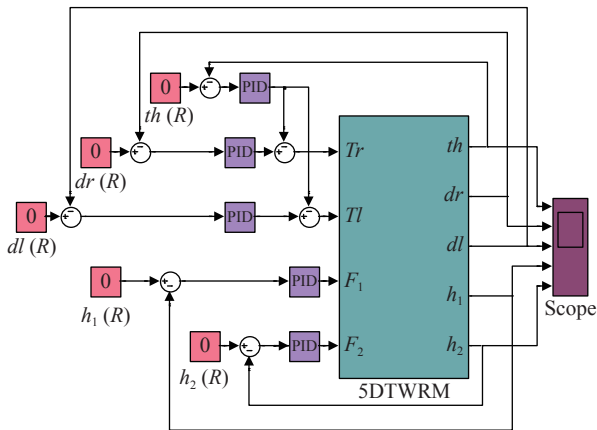 0
PID
th (R)
0
PID
Tr
th
dr (R)
dr
0
PID
Tl
dl
dl (R)
0
PID
F1
h1
Scope
h1 (R)
0
PID
F2
h2
h2 (R)
5DTWRM